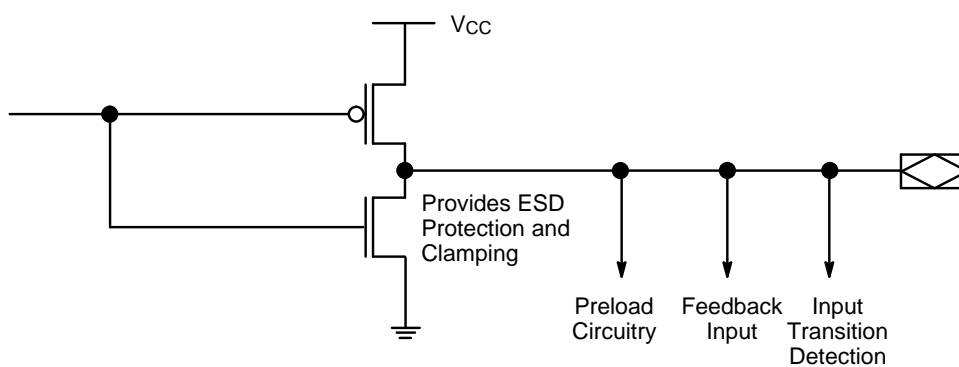 VCC
Provides ESD
Protection and
Clamping
Preload
Circuitry
Feedback
Input
Input
Transition
Detection